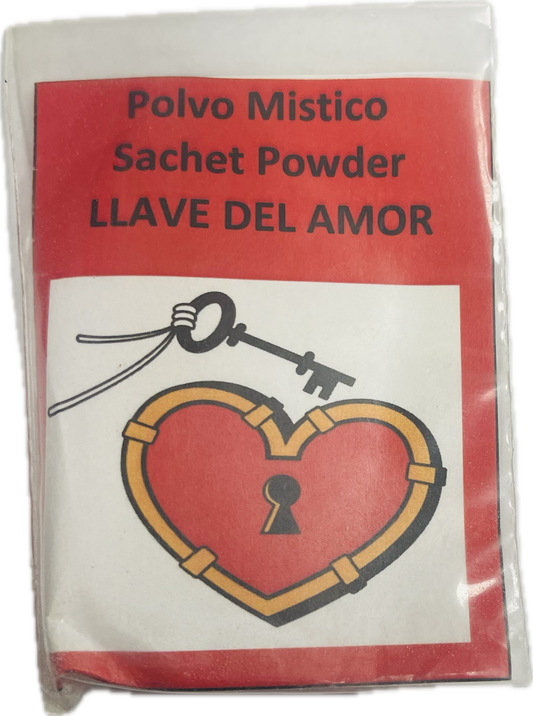 Polvo Mistico
Sachet Powder
LLAVE DEL AMOR